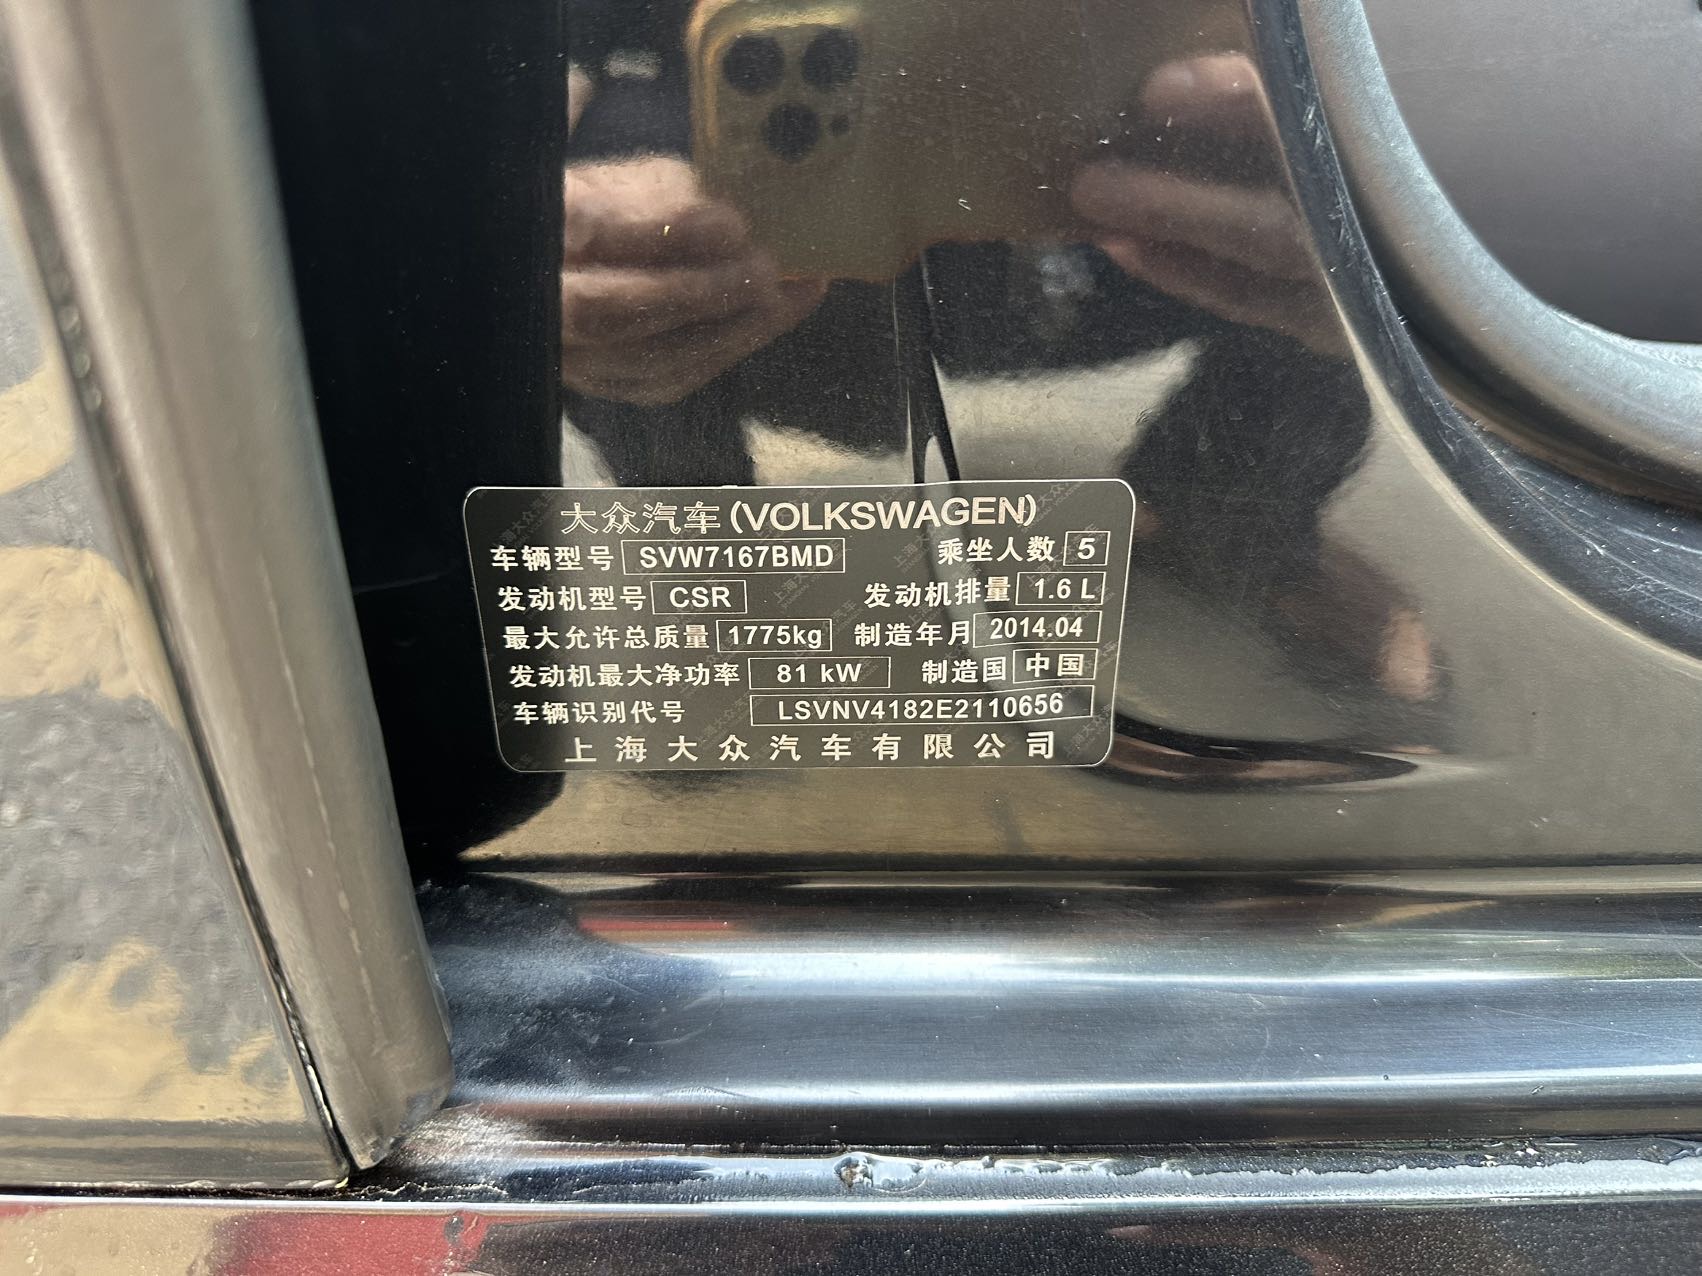 大众汽车(VOLKSWAGEN)
车辆型号 SVW7167BMD 乘坐人数 5
发动机型号 CSR 发动机排量 1.6 L
最大允许总质量 1775kg 制造年月 2014.04
发动机最大净功率 81 kW 制造国 中国
车辆识别代号 LSVNV4182E2110656
上海大众汽车有限公司